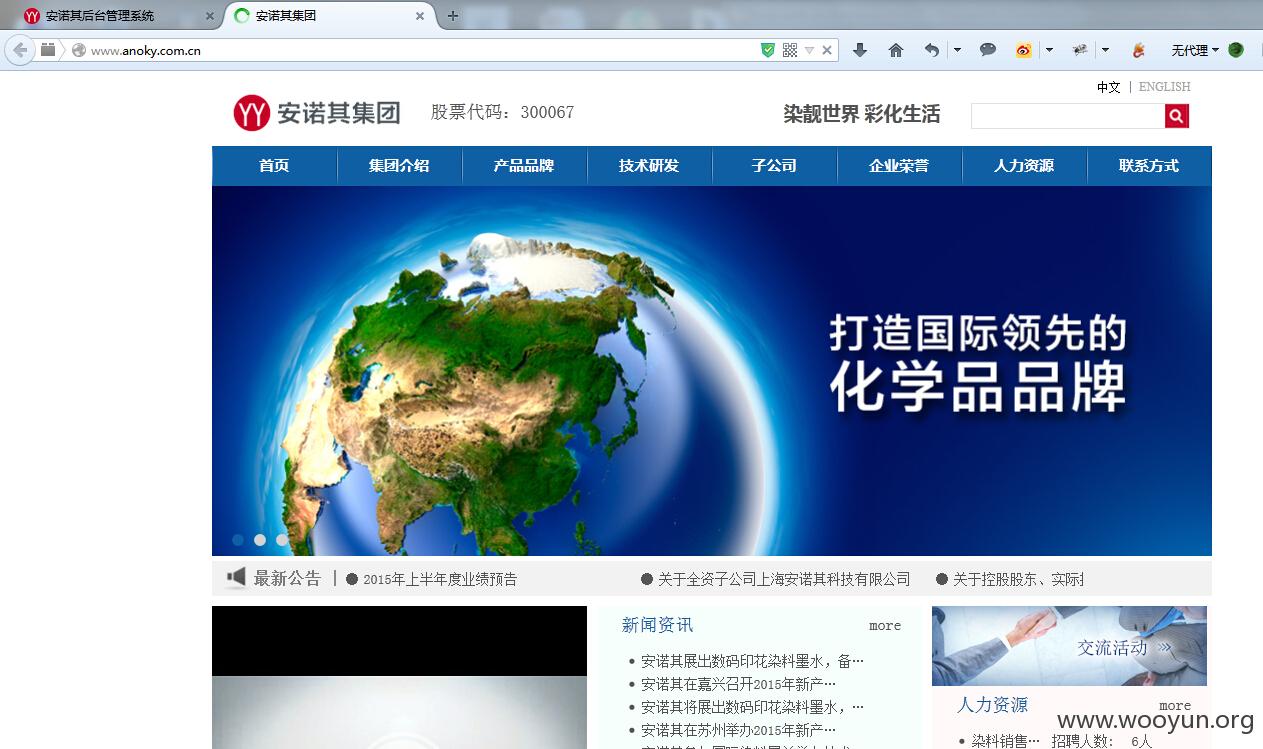 安诺其后台管理系统
安诺其集团
www.anoky.com.cn
无代理
中文 | ENGLISH
YY 安诺其集团
股票代码：300067
染靓世界 彩化生活
首页
集团介绍
产品品牌
技术研发
子公司
企业荣誉
人力资源
联系方式
打造国际领先的
化学品品牌
最新公告
2015年上半年度业绩预告
关于全资子公司上海安诺其科技有限公司
关于控股股东、实际
新闻资讯
more
安诺其展出数码印花染料墨水，备…
安诺其在嘉兴召开2015年新产…
安诺其将展出数码印花染料墨水，…
安诺其在苏州举办2015年新产…
交流活动
人力资源
more
染料销售… 招聘人数： 6人
www.wooyun.org